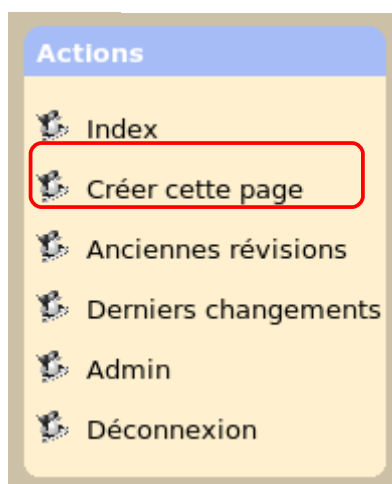 Actions
Index
Créer cette page
Anciennes révisions
Derniers changements
Admin
Déconnexion